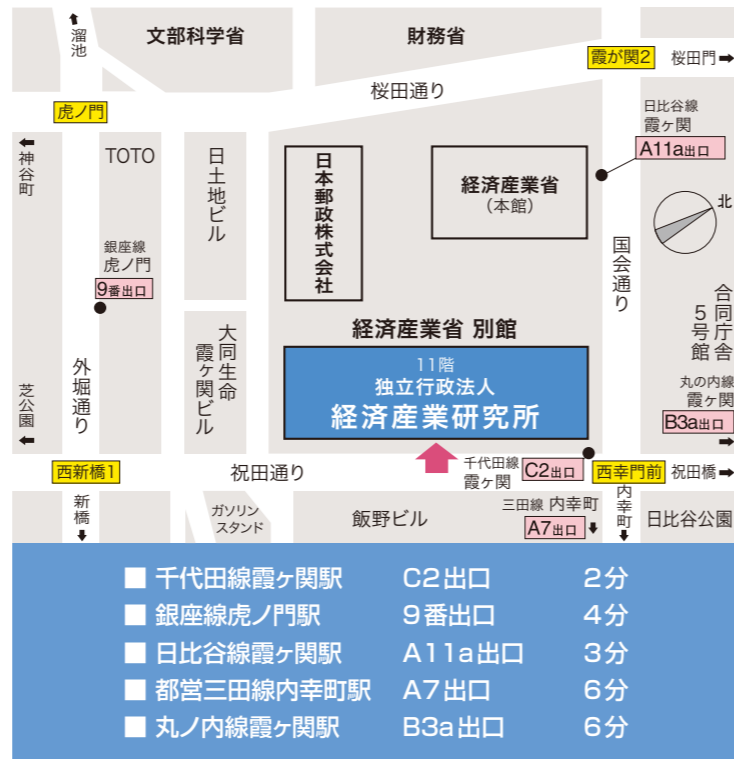 溜池
文部科学省
財務省
霞が関2
桜田門
桜田通り
虎ノ門
日比谷線
霞ヶ関
A11a出口
神谷町
TOTO
日土地ビル
日本郵政株式会社
経済産業省
(本館)
北
国会通り
銀座線
虎ノ門
9番出口
合同庁舎
5号館
外堀通り
大同生命
霞ヶ関ビル
経済産業省 別館
11階
独立行政法人
経済産業研究所
芝公園
丸の内線
霞ヶ関
B3a出口
西新橋1
祝田通り
千代田線
霞ヶ関
C2出口
西幸門前
祝田橋
新橋
ガソリン
スタンド
飯野ビル
三田線 内幸町
A7出口
内幸町
日比谷公園
■ 千代田線霞ヶ関駅 C2出口 2分
■ 銀座線虎ノ門駅 9番出口 4分
■ 日比谷線霞ヶ関駅 A11a出口 3分
■ 都営三田線内幸町駅 A7出口 6分
■ 丸ノ内線霞ヶ関駅 B3a出口 6分